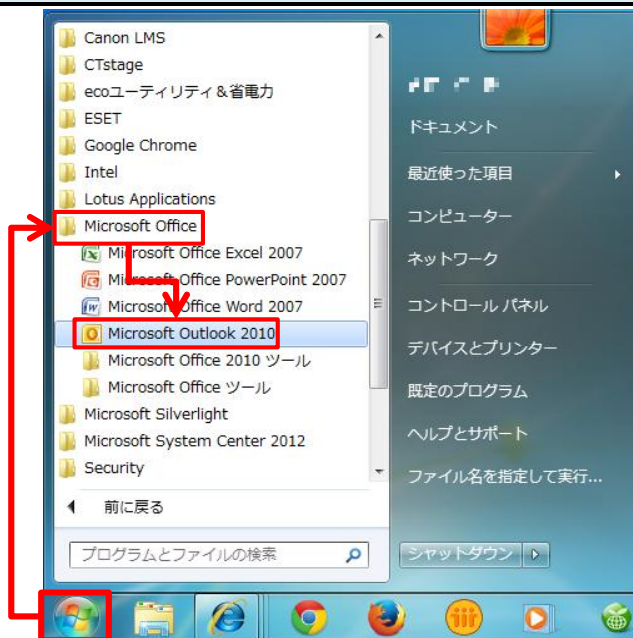 Canon LMS
CTstage
ecoユーティリティ＆省電力
ESET
Google Chrome
Intel
Lotus Applications
Microsoft Office
Microsoft Office Excel 2007
Microsoft Office PowerPoint 2007
Microsoft Office Word 2007
Microsoft Outlook 2010
Microsoft Office 2010 ツール
Microsoft Office ツール
Microsoft Silverlight
Microsoft System Center 2012
Security
前に戻る
プログラムとファイルの検索
ドキュメント
最近使った項目
コンピューター
ネットワーク
コントロール パネル
デバイスとプリンター
既定のプログラム
ヘルプとサポート
ファイル名を指定して実行...
シャットダウン